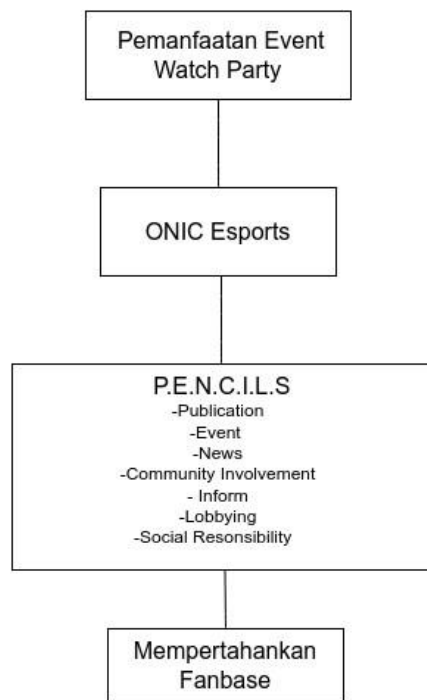 Pemanfaatan Event
Watch Party
ONIC Esports
P.E.N.C.I.L.S
-Publication
-Event
-News
-Community Involvement
- Inform
-Lobbying
-Social Resonsibility
Mempertahankan
Fanbase